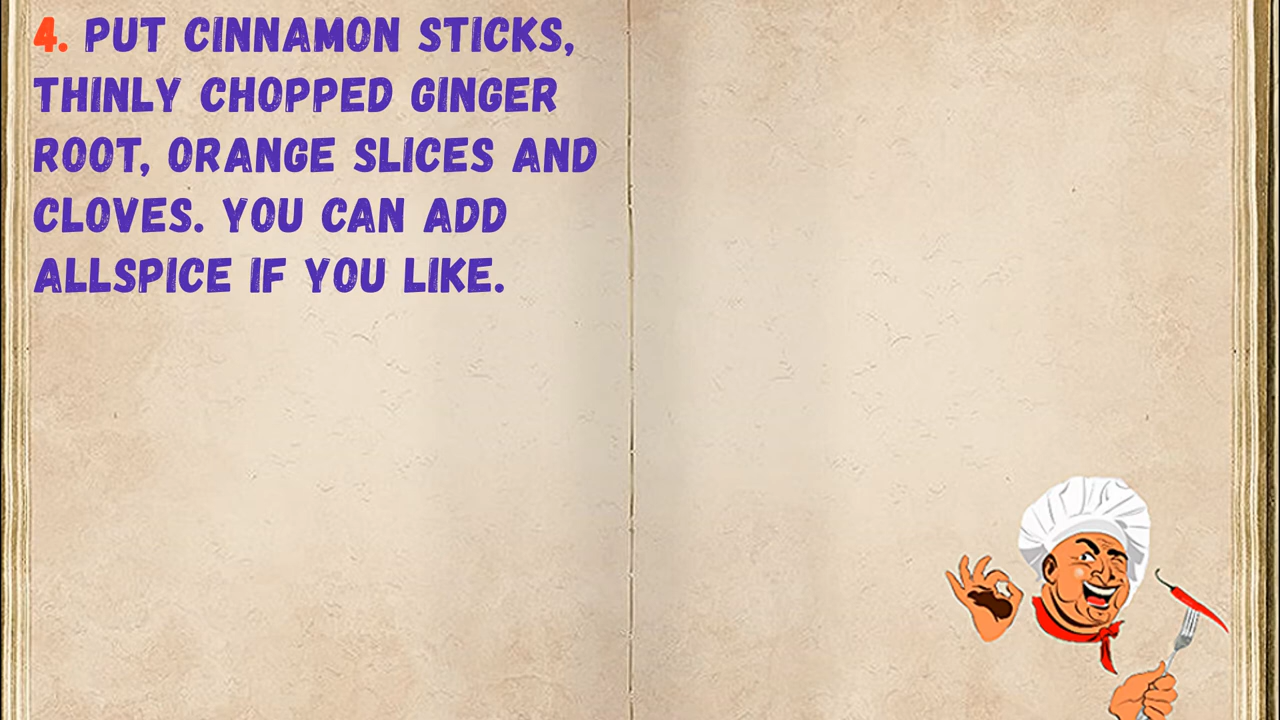 4. PUT CINNAMON STICKS,
THINLY CHOPPED GINGER
ROOT, ORANGE SLICES AND
CLOVES. YOU CAN ADD
ALLSPICE IF YOU LIKE.